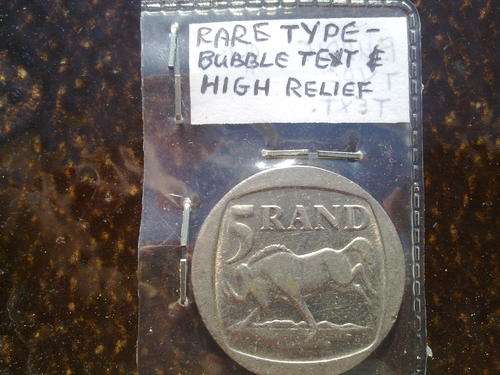 RARE TYPE-
BUBBLE TEXT &
HIGH RELIEF
5 RAND